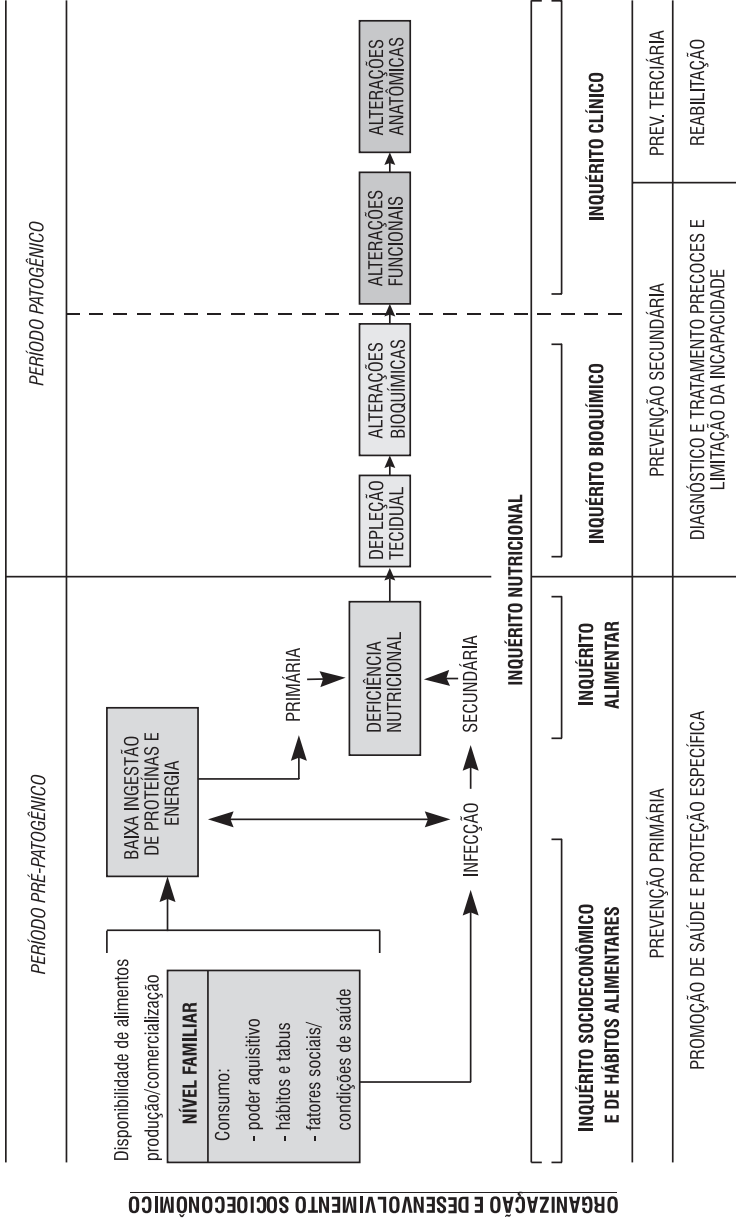 ORGANIZAÇÃO E DESENVOLVIMENTO SOCIOECONÔMICO
PERÍODO PRÉ-PATOGÊNICO
PERÍODO PATOGÊNICO
Disponibilidade de alimentos
produção/comercialização
NÍVEL FAMILIAR
Consumo:
- poder aquisitivo
- hábitos e tabus
- fatores sociais/
condições de saúde
BAIXA INGESTÃO
DE PROTEÍNAS E
ENERGIA
PRIMÁRIA
DEFICIÊNCIA
NUTRICIONAL
INFECÇÃO
SECUNDÁRIA
DEPLEÇÃO
TECIDUAL
ALTERAÇÕES
BIOQUÍMICAS
ALTERAÇÕES
FUNCIONAIS
ALTERAÇÕES
ANATÔMICAS
INQUÉRITO NUTRICIONAL
INQUÉRITO SOCIOECONÔMICO
E DE HÁBITOS ALIMENTARES
INQUÉRITO
ALIMENTAR
INQUÉRITO BIOQUÍMICO
INQUÉRITO CLÍNICO
PREVENÇÃO PRIMÁRIA
PREVENÇÃO SECUNDÁRIA
PREV. TERCIÁRIA
PROMOÇÃO DE SAÚDE E PROTEÇÃO ESPECÍFICA
DIAGNÓSTICO E TRATAMENTO PRECOCES E
LIMITAÇÃO DA INCAPACIDADE
REABILITAÇÃO